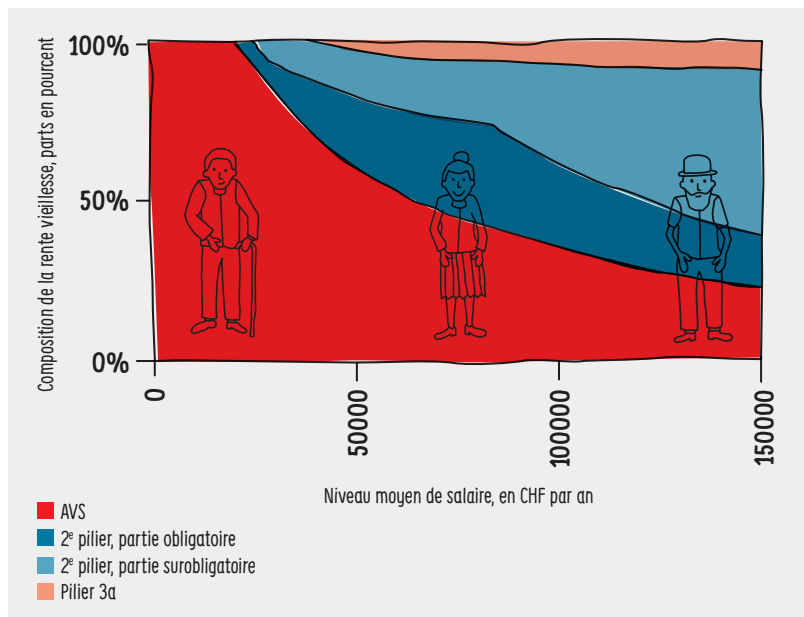 Composition de la rente vieillesse, parts en pourcent
100%
50%
0%
0
50000
100000
150000
Niveau moyen de salaire, en CHF par an
AVS
2e pilier, partie obligatoire
2e pilier, partie surobligatoire
Pilier 3a